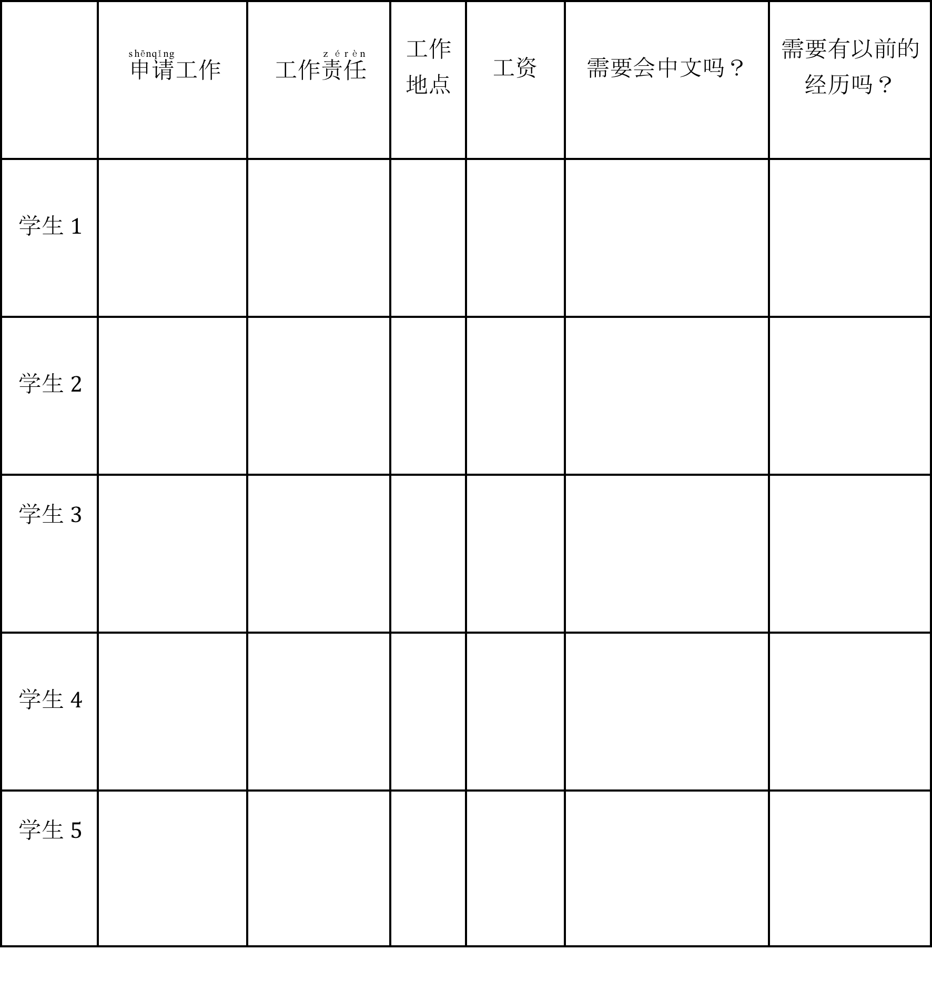 shēnqǐng
申请工作
zérèn
工作责任
工作
地点
工资
需要会中文吗？
需要有以前的
经历吗？
学生 1
学生 2
学生 3
学生 4
学生 5